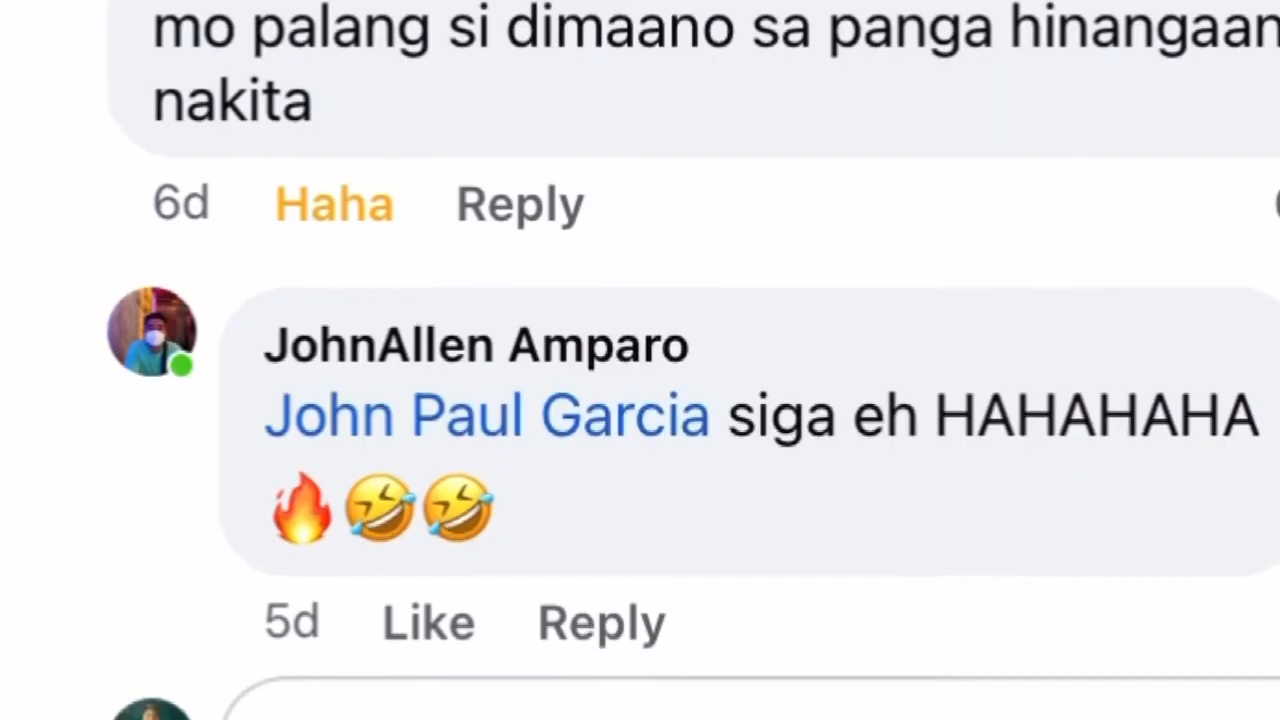 mo palang si dimaano sa panga hinangaan
nakita
6d Haha Reply
JohnAllen Amparo
John Paul Garcia siga eh HAHAHAHA
🔥🤣🤣
5d Like Reply